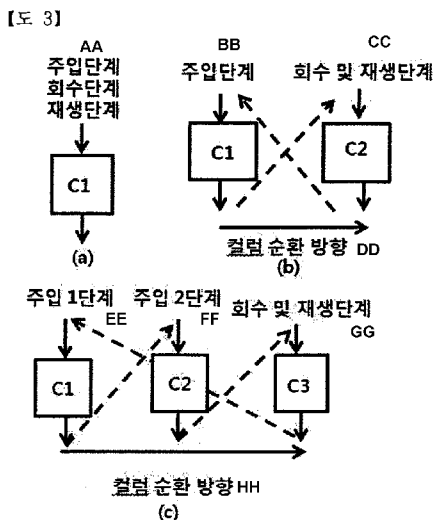 【도 3】
AA
주입단계
회수단계
재생단계
C1
(a)
BB
주입단계
CC
회수 및 재생단계
C1
C2
컬럼 순환 방향 DD
(b)
주입 1단계
EE
주입 2단계
FF
회수 및 재생단계
GG
C1
C2
C3
컬럼 순환 방향 HH
(c)